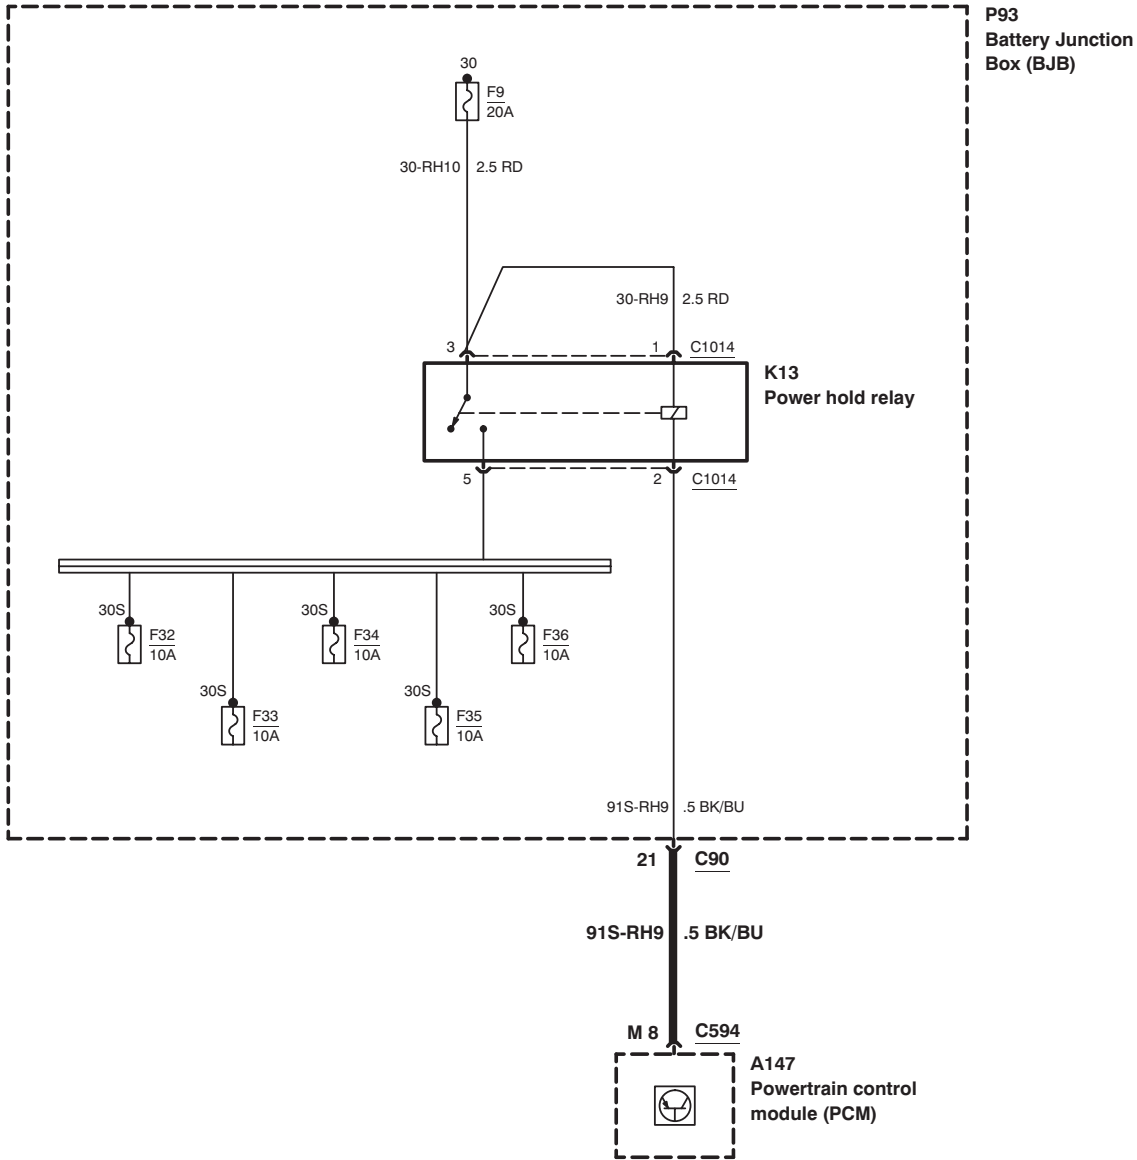 P93
Battery Junction
Box (BJB)
30
F9
20A
30-RH10 2.5 RD
30-RH9 2.5 RD
3 1 C1014
K13
Power hold relay
5 2 C1014
30S 30S 30S
F32 F34 F36
10A 10A 10A
30S 30S
F33 F35
10A 10A
91S-RH9 .5 BK/BU
21 C90
91S-RH9 .5 BK/BU
M 8 C594
A147
Powertrain control
module (PCM)